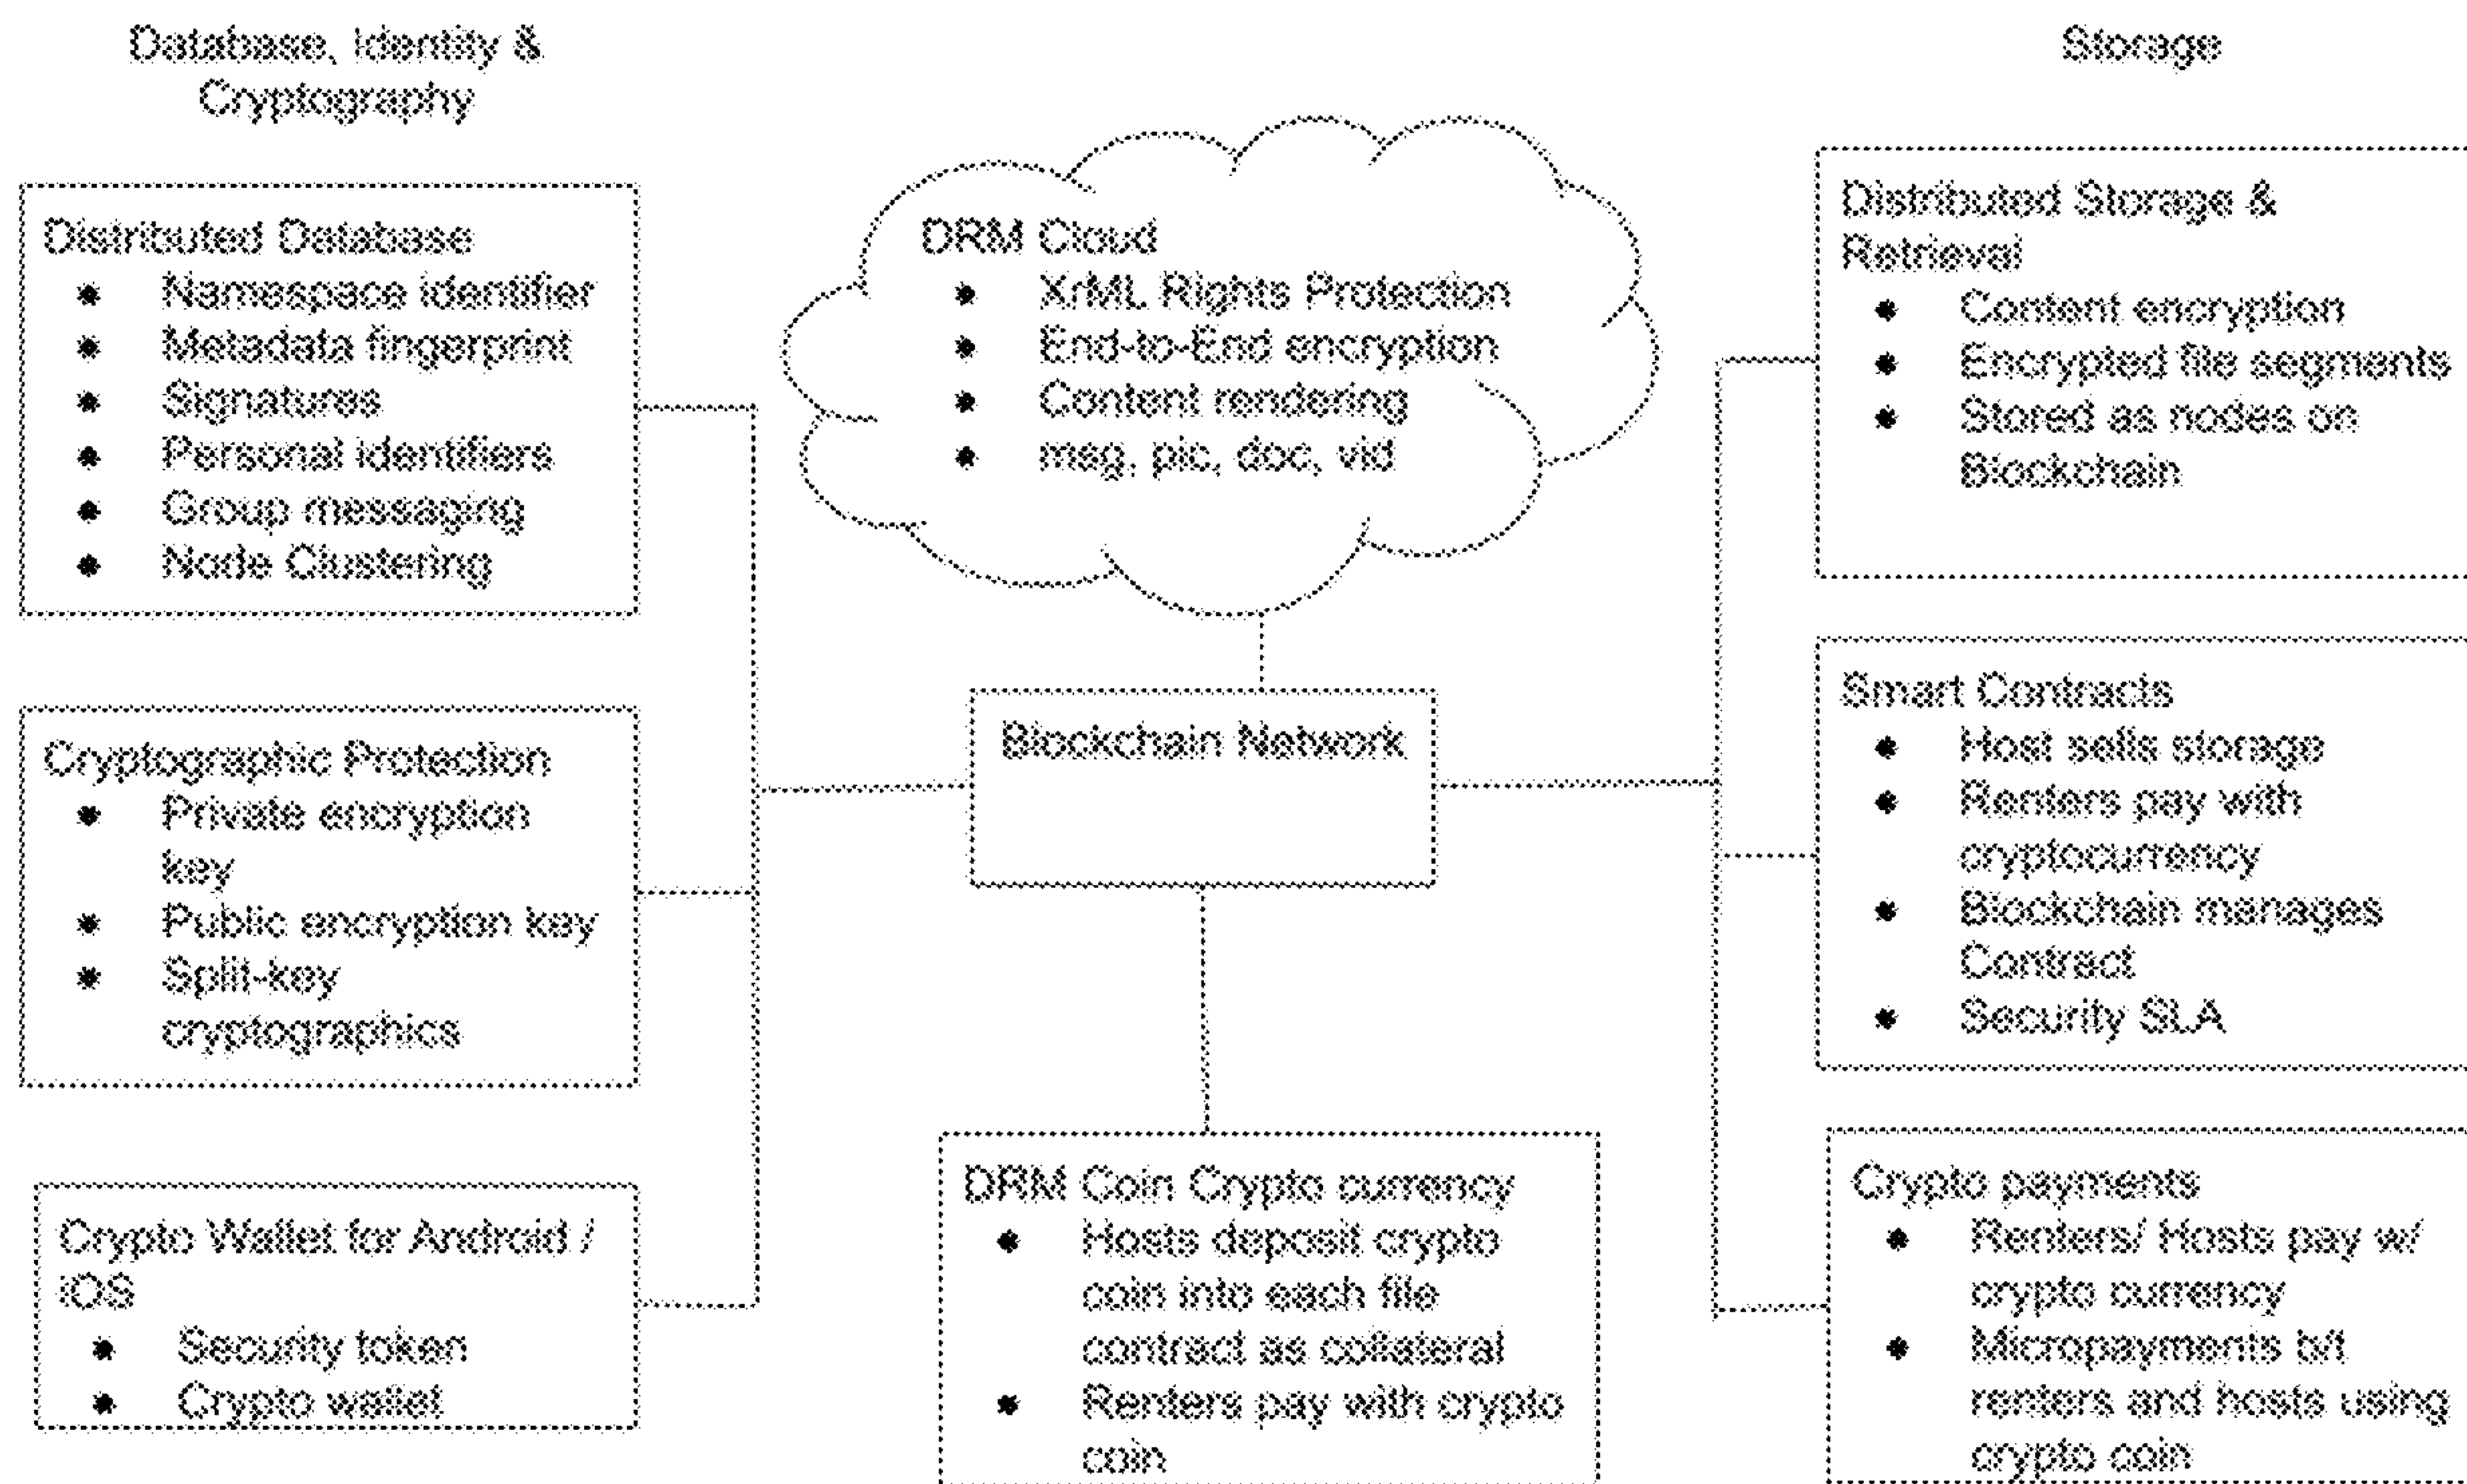 Database, Identity &
Cryptography
Distributed Database
● Namespace identifier
● Metadata fingerprint
● Signatures
● Personal identifiers
● Group messaging
● Node Clustering
Cryptographic Protection
● Private encryption
key
● Public encryption key
● Split-key
cryptographics
Crypto Wallet for Android /
iOS
● Security token
● Crypto wallet
DRM Cloud
● XrML Rights Protection
● End-to-End encryption
● Content rendering
● msg, pic, doc, vid
Blockchain Network
DRM Coin Crypto currency
● Hosts deposit crypto
coin into each file
contract as collateral
● Renters pay with crypto
coin
Storage
Distributed Storage &
Retrieval
● Content encryption
● Encrypted file segments
● Stored as nodes on
Blockchain
Smart Contracts
● Host sells storage
● Renters pay with
cryptocurrency
● Blockchain manages
Contract
● Security SLA
Crypto payments
● Renters/ Hosts pay w/
crypto currency
● Micropayments b/t
renters and hosts using
crypto coin